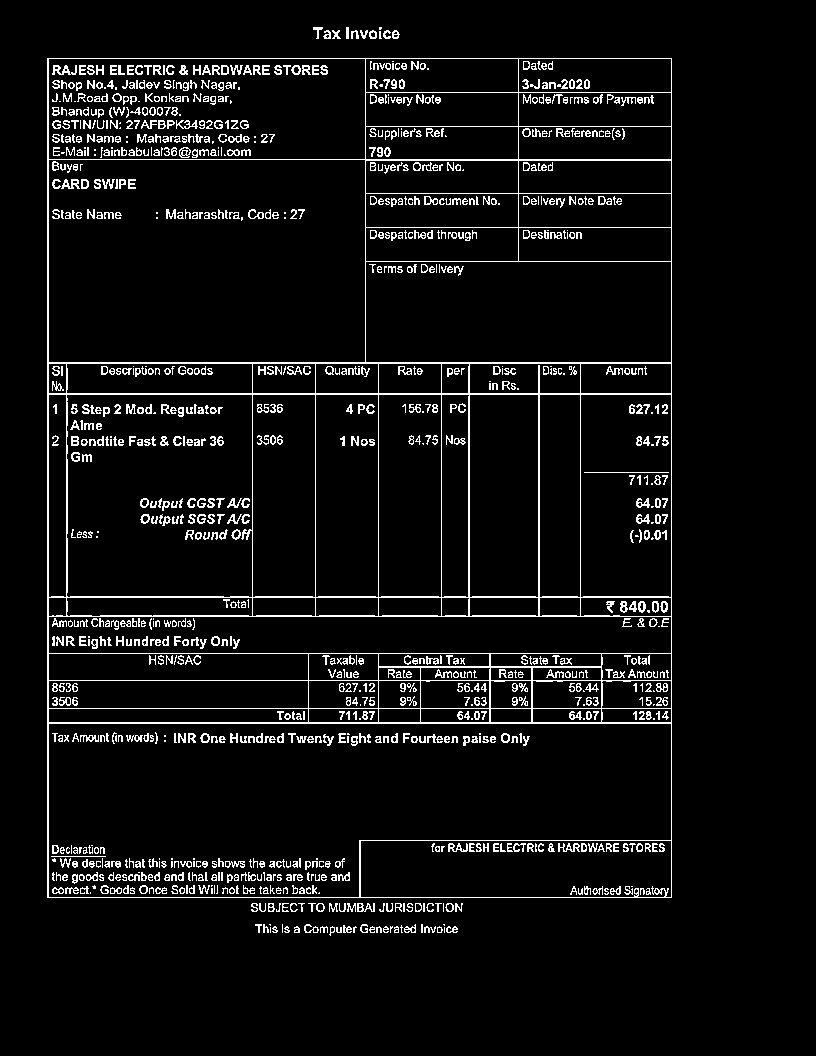 Tax Invoice
RAJESH ELECTRIC & HARDWARE STORES
Shop No.4, Jaldev Singh Nagar,
J.M.Road Opp. Konkan Nagar,
Bhandup (W)-400078.
GSTIN/UIN: 27AFBPK3492G1ZG
State Name : Maharashtra, Code : 27
E-Mail : jainbabulal36@gmail.com
Invoice No.
R-790
Dated
3-Jan-2020
Delivery Note
Mode/Terms of Payment
Supplier's Ref.
790
Other Reference(s)
Buyer
CARD SWIPE
State Name : Maharashtra, Code : 27
Buyer's Order No.
Dated
Despatch Document No.
Delivery Note Date
Despatched through
Destination
Terms of Delivery
Sl No. Description of Goods HSN/SAC Quantity Rate per Disc in Rs. Disc. % Amount
1 5 Step 2 Mod. Regulator 8536 4 PC 156.78 PC 627.12
Alme
2 Bondtite Fast & Clear 36 3506 1 Nos 84.75 Nos 84.75
Gm
711.87
Output CGST A/C 64.07
Output SGST A/C 64.07
Less : Round Off (-)0.01
Total ₹ 840.00
Amount Chargeable (in words) E. & O.E
INR Eight Hundred Forty Only
HSN/SAC Taxable Central Tax State Tax Total
Value Rate Amount Rate Amount Tax Amount
8536 627.12 9% 56.44 9% 56.44 112.88
3506 84.75 9% 7.63 9% 7.63 15.26
Total 711.87 64.07 64.07 128.14
Tax Amount (in words) : INR One Hundred Twenty Eight and Fourteen paise Only
Declaration
* We declare that this invoice shows the actual price of
the goods described and that all particulars are true and
correct.* Goods Once Sold Will not be taken back.
for RAJESH ELECTRIC & HARDWARE STORES
Authorised Signatory
SUBJECT TO MUMBAI JURISDICTION
This is a Computer Generated Invoice